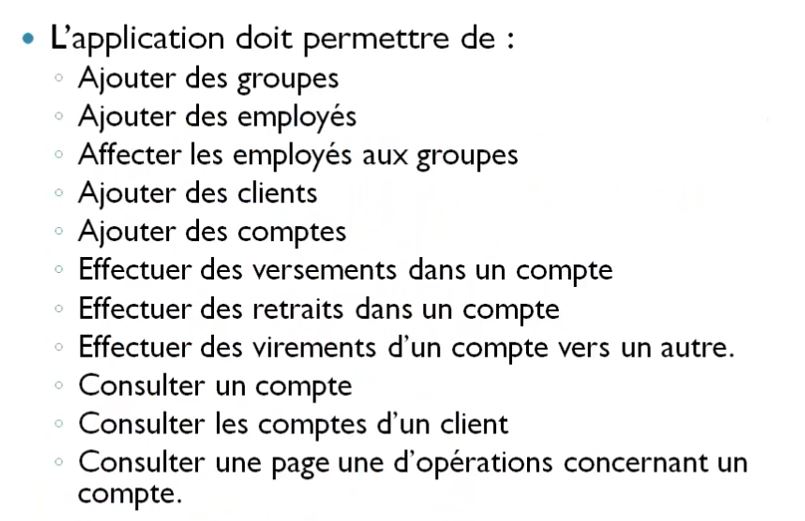 L'application doit permettre de :
Ajouter des groupes
Ajouter des employés
Affecter les employés aux groupes
Ajouter des clients
Ajouter des comptes
Effectuer des versements dans un compte
Effectuer des retraits dans un compte
Effectuer des virements d'un compte vers un autre.
Consulter un compte
Consulter les comptes d'un client
Consulter une page une d'opérations concernant un
compte.